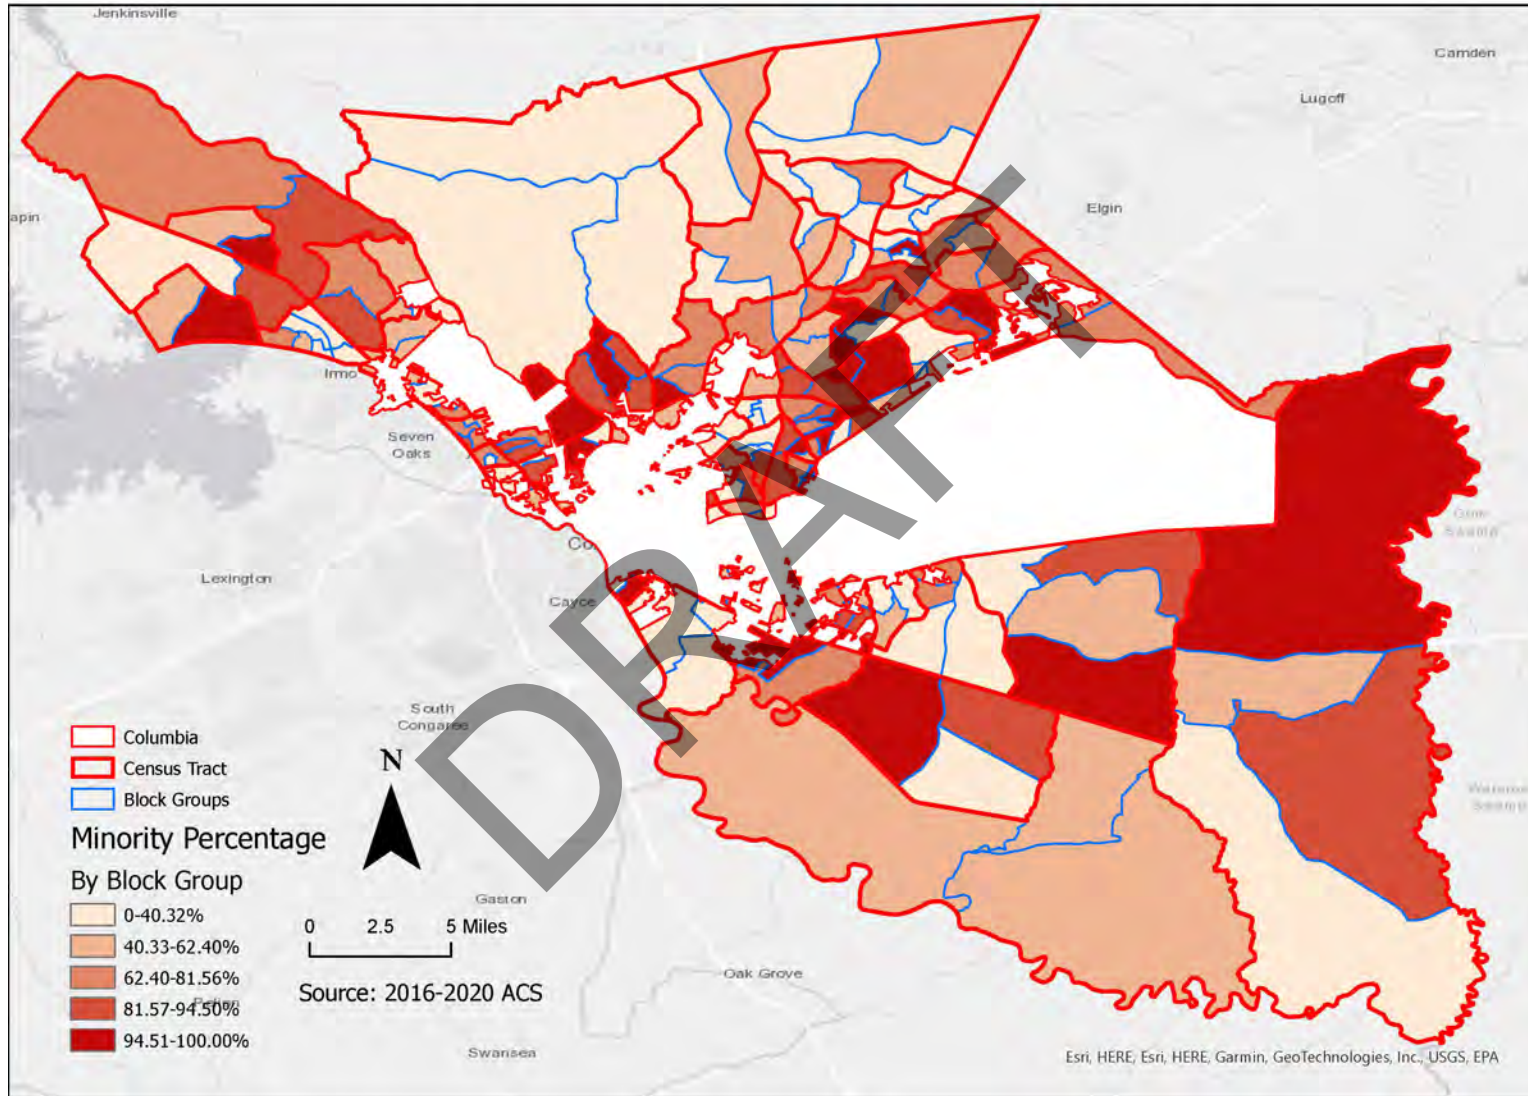 Jenkinsville
Camden
Lugoff
Elgin
apin
Irmo
Seven
Oaks
Lexington
Cayce
South
Congaree
Gaston
Oak Grove
Swansea
Swamp
Swamp
DRAFT
Columbia
Census Tract
Block Groups
Minority Percentage
By Block Group
0-40.32%
40.33-62.40%
62.40-81.56%
81.57-94.50%
94.51-100.00%
N
0 2.5 5 Miles
Source: 2016-2020 ACS
Esri, HERE, Esri, HERE, Garmin, GeoTechnologies, Inc., USGS, EPA